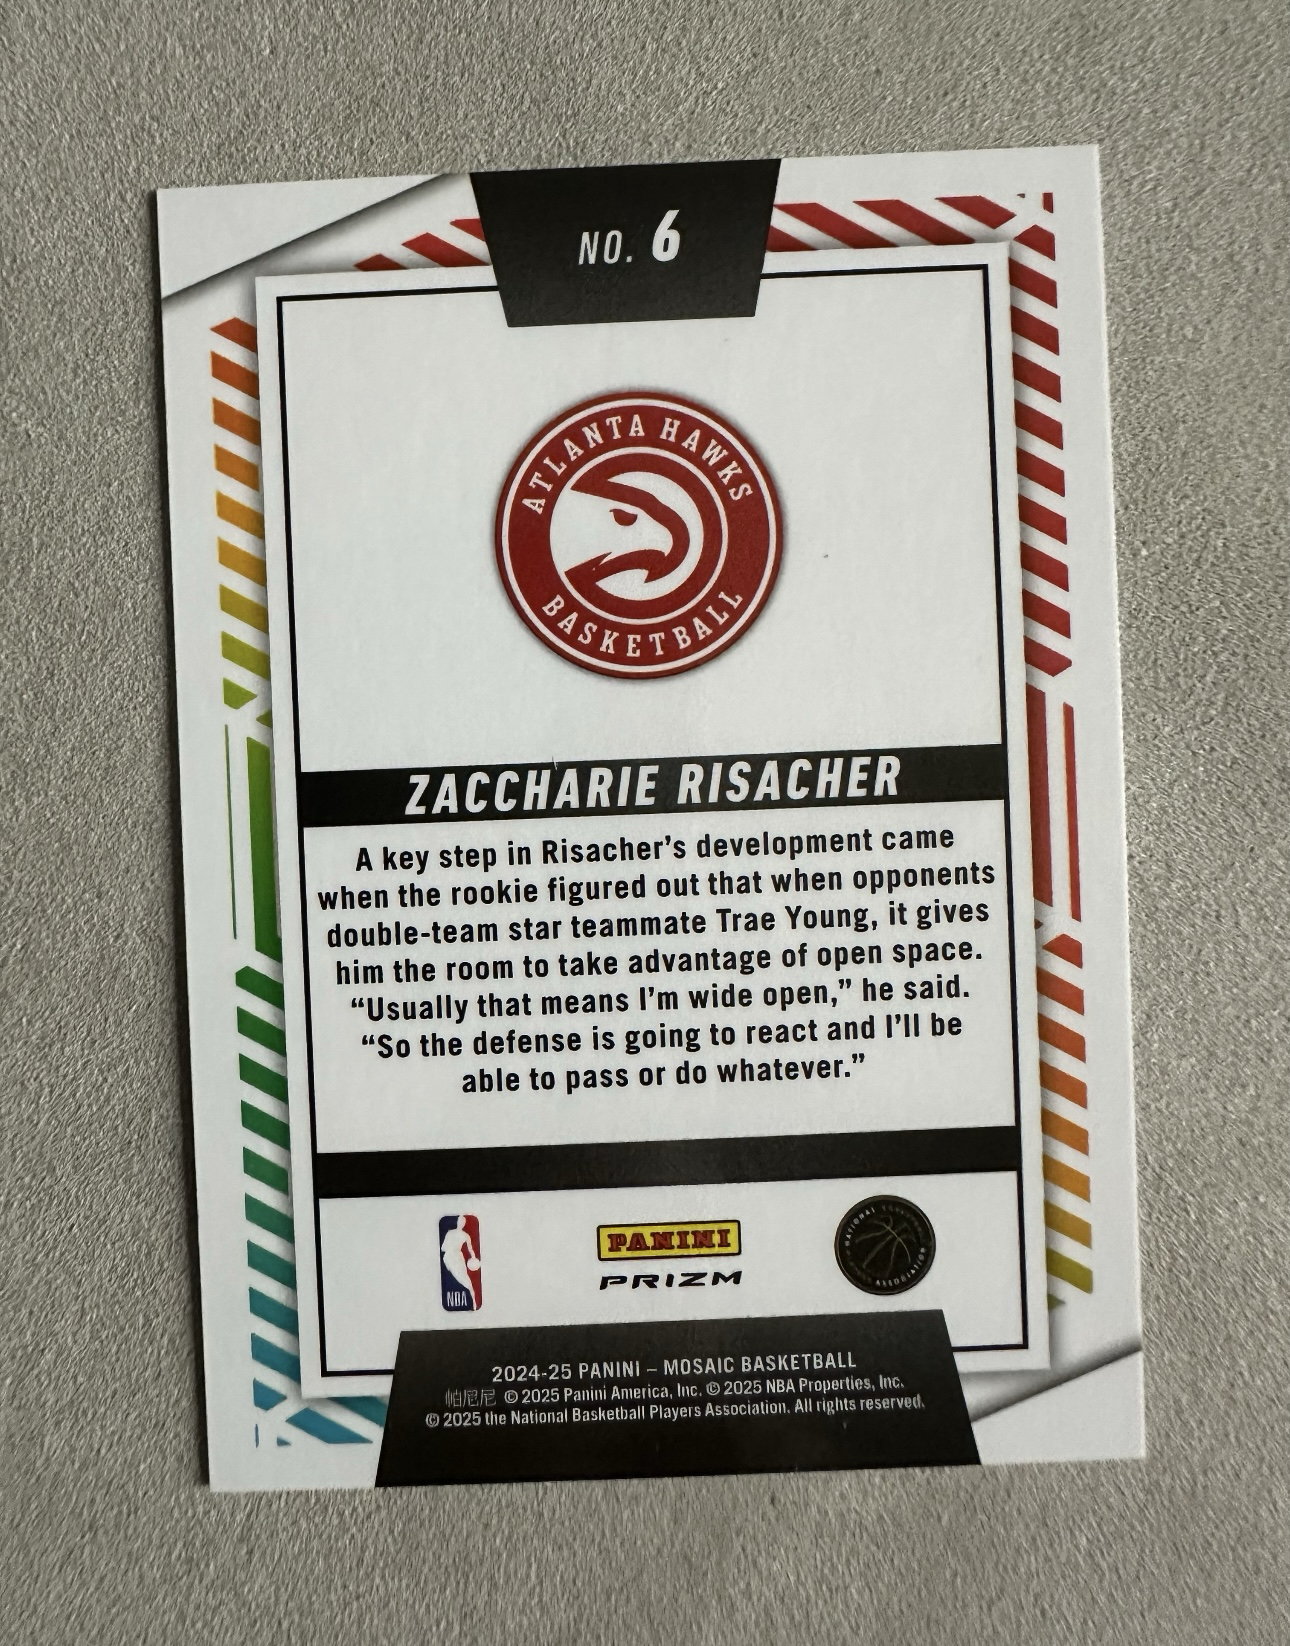 NO. 6
ATLANTA HAWKS
BASKETBALL
ZACCHARIE RISACHER
A key step in Risacher’s development came
when the rookie figured out that when opponents
double-team star teammate Trae Young, it gives
him the room to take advantage of open space.
“Usually that means I’m wide open,” he said.
“So the defense is going to react and I’ll be
able to pass or do whatever.”
NBA
PANINI
PRIZM
NATIONAL BASKETBALL
ASSOCIATION
2024-25 PANINI – MOSAIC BASKETBALL
帕尼尼 © 2025 Panini America, Inc. © 2025 NBA Properties, Inc.
© 2025 the National Basketball Players Association. All rights reserved.